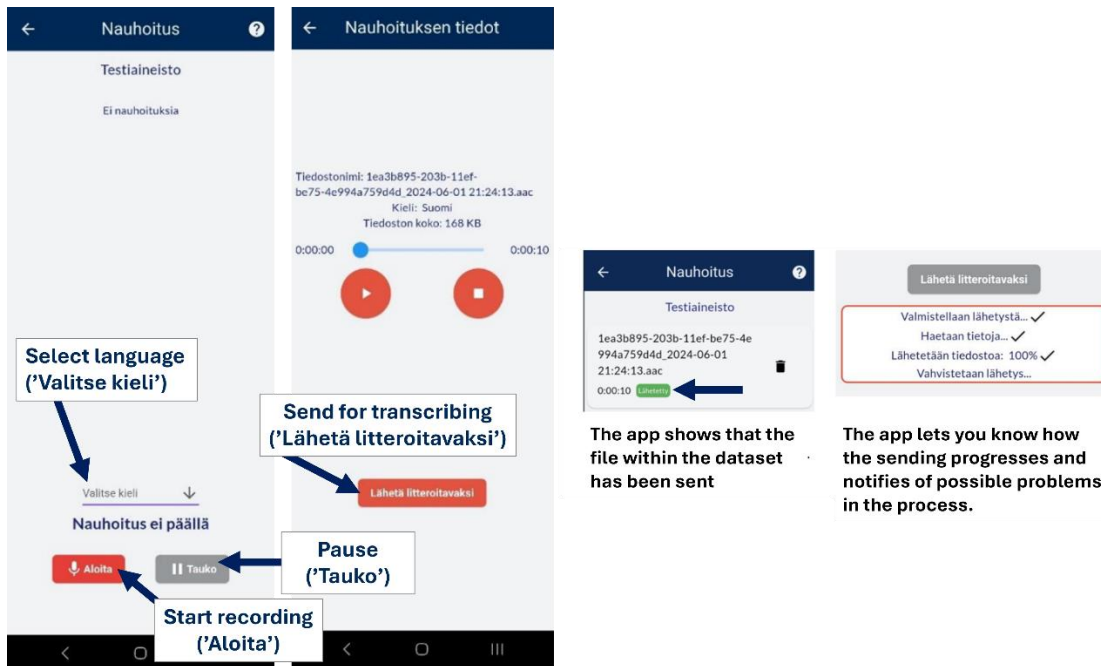 Nauhoitus ?
Testiaineisto
Ei nauhoituksia
Select language
('Valitse kieli')
Valitse kieli
Nauhoitus ei päällä
Aloita
Tauko
Start recording
('Aloita')
Pause
('Tauko')
Nauhoituksen tiedot
Tiedostonimi: 1ea3b895-203b-11ef-
be75-4e994a759d4d_2024-06-01 21:24:13.aac
Kieli: Suomi
Tiedoston koko: 168 KB
0:00:00 0:00:10
Send for transcribing
('Lähetä litteroitavaksi')
Lähetä litteroitavaksi
Nauhoitus ?
Testiaineisto
1ea3b895-203b-11ef-be75-4e
994a759d4d_2024-06-01
21:24:13.aac
0:00:10 Lähetetty
The app shows that the
file within the dataset
has been sent
Lähetä litteroitavaksi
Valmistellaan lähetystä...
Haetaan tietoja...
Lähetetään tiedostoa: 100%
Vahvistetaan lähetys...
The app lets you know how
the sending progresses and
notifies of possible problems
in the process.